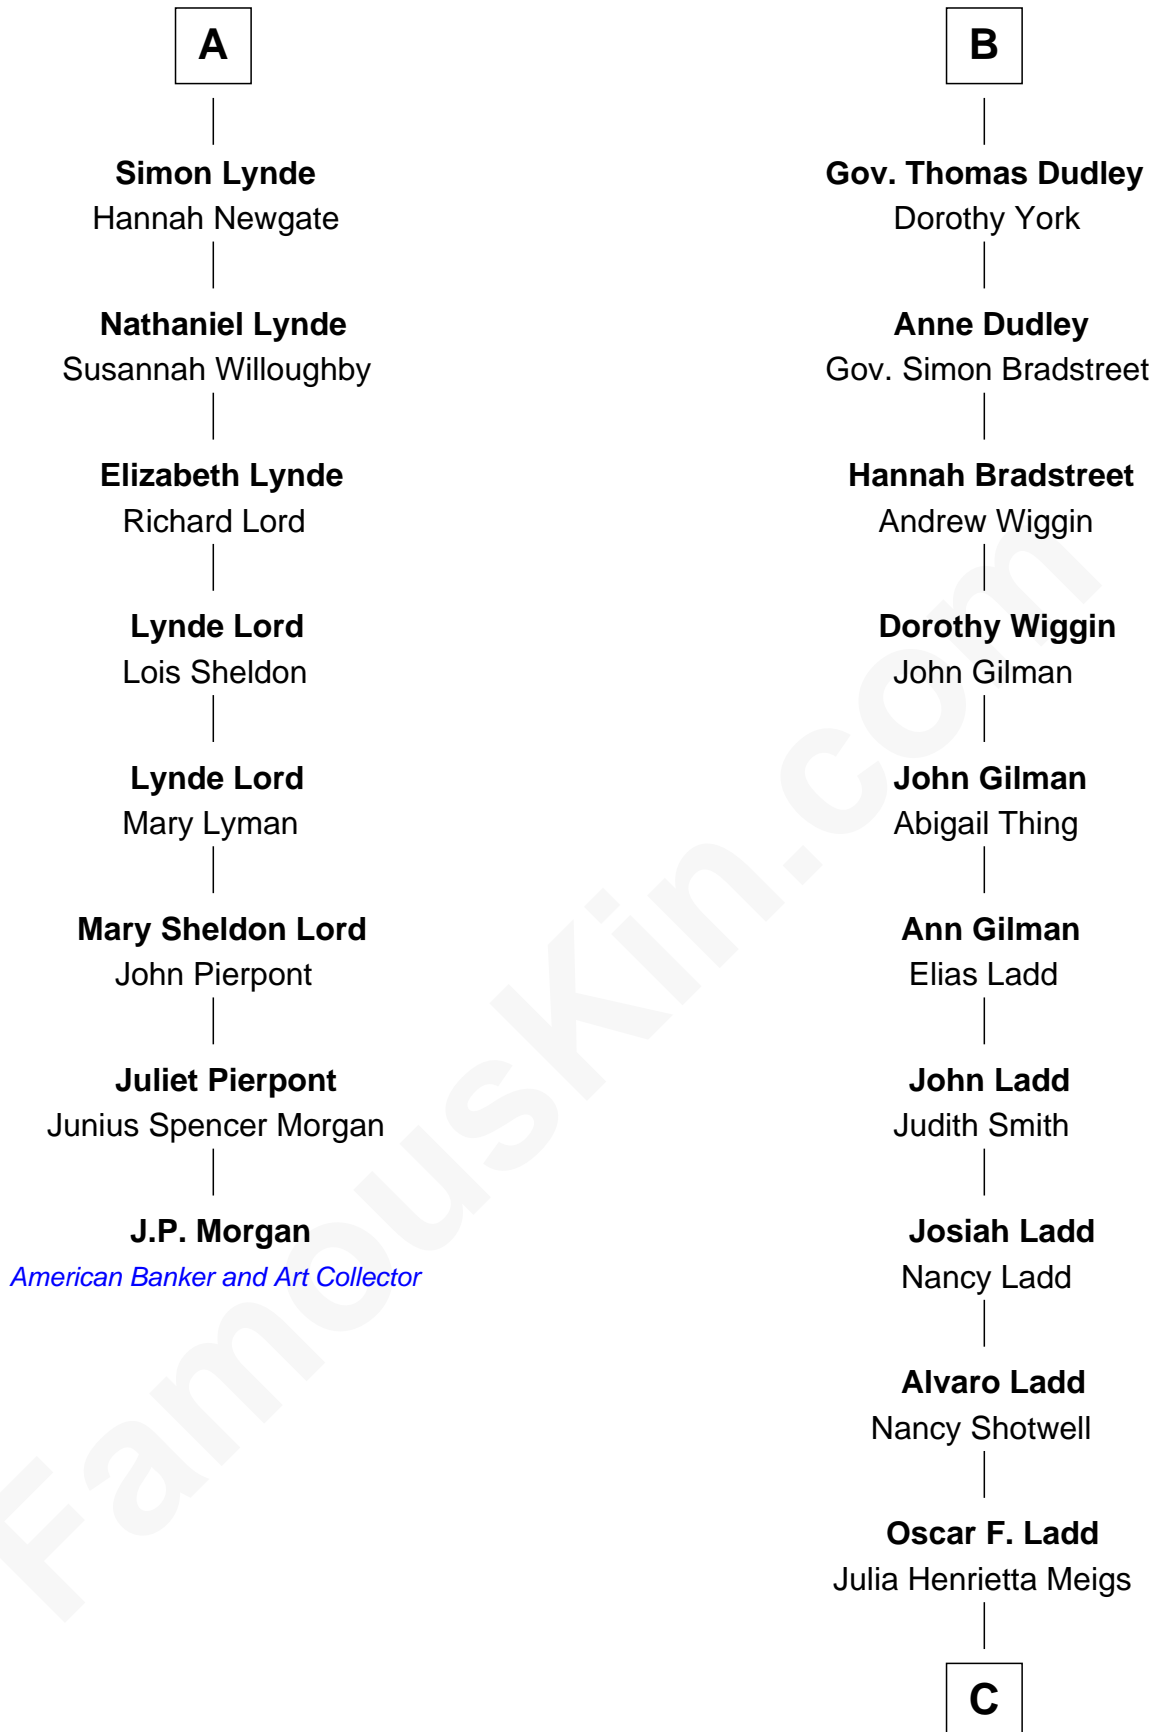 A
Simon Lynde
Hannah Newgate
Nathaniel Lynde
Susannah Willoughby
Elizabeth Lynde
Richard Lord
Lynde Lord
Lois Sheldon
Lynde Lord
Mary Lyman
Mary Sheldon Lord
John Pierpont
Juliet Pierpont
Junius Spencer Morgan
J.P. Morgan
American Banker and Art Collector
B
Gov. Thomas Dudley
Dorothy York
Anne Dudley
Gov. Simon Bradstreet
Hannah Bradstreet
Andrew Wiggin
Dorothy Wiggin
John Gilman
John Gilman
Abigail Thing
Ann Gilman
Elias Ladd
John Ladd
Judith Smith
Josiah Ladd
Nancy Ladd
Alvaro Ladd
Nancy Shotwell
Oscar F. Ladd
Julia Henrietta Meigs
C
FamousKin.com